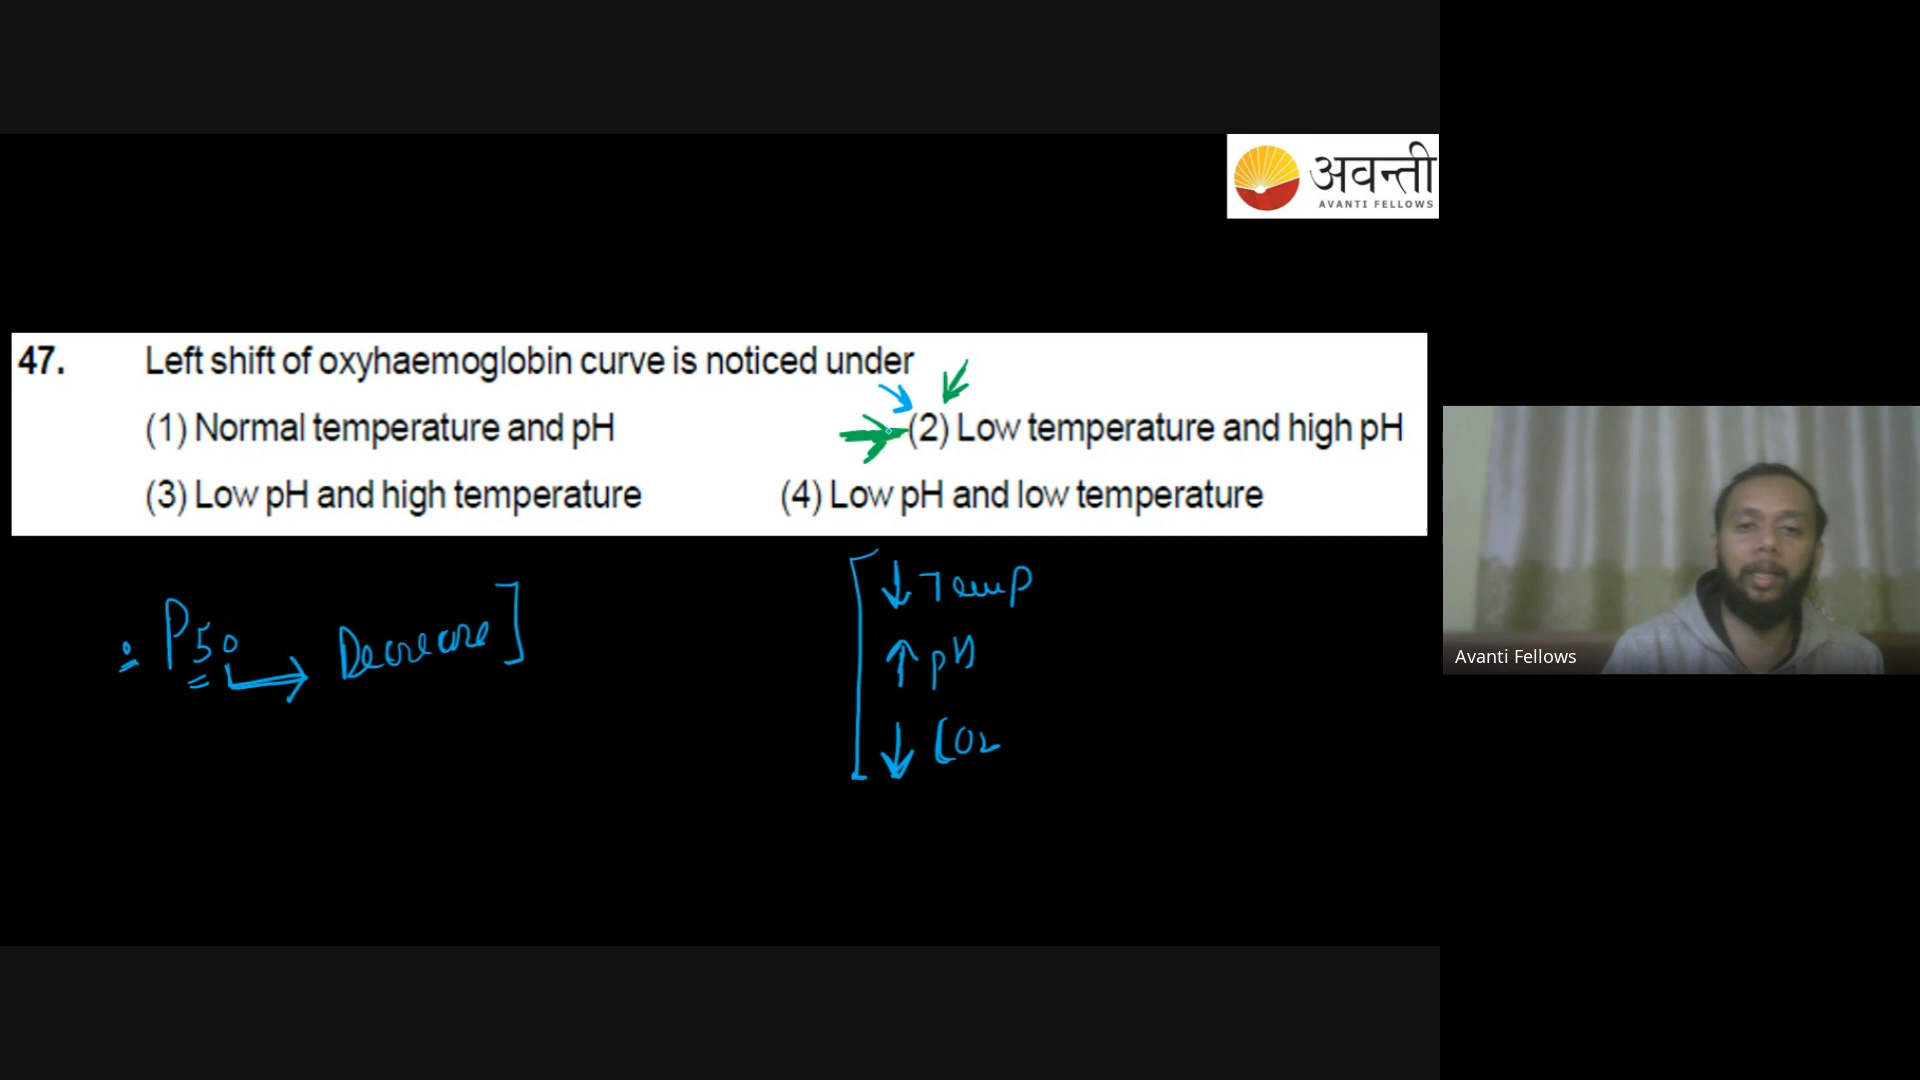 अवन्ती
AVANTI FELLOWS
47. Left shift of oxyhaemoglobin curve is noticed under
(1) Normal temperature and pH (2) Low temperature and high pH
(3) Low pH and high temperature (4) Low pH and low temperature
P50 → Decrease ]
↓ Temp
↑ pH
↓ CO2
Avanti Fellows